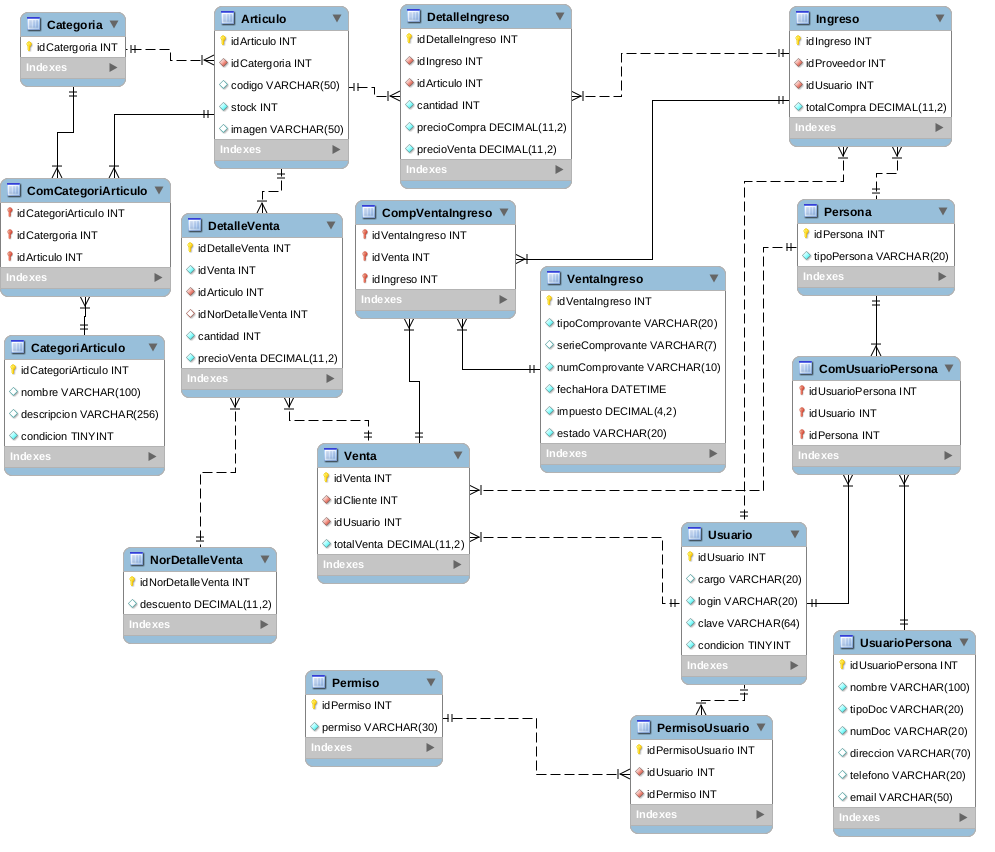 Categoria
idCatergoria INT
Indexes
Articulo
idArticulo INT
idCatergoria INT
codigo VARCHAR(50)
stock INT
imagen VARCHAR(50)
Indexes
DetalleIngreso
idDetalleIngreso INT
idIngreso INT
idArticulo INT
cantidad INT
precioCompra DECIMAL(11,2)
precioVenta DECIMAL(11,2)
Indexes
Ingreso
idIngreso INT
idProveedor INT
idUsuario INT
totalCompra DECIMAL(11,2)
Indexes
ComCategoriArticulo
idCategoriArticulo INT
idCatergoria INT
idArticulo INT
Indexes
DetalleVenta
idDetalleVenta INT
idVenta INT
idArticulo INT
idNorDetalleVenta INT
cantidad INT
precioVenta DECIMAL(11,2)
Indexes
CompVentaIngreso
idVentaIngreso INT
idVenta INT
idIngreso INT
Indexes
Persona
idPersona INT
tipoPersona VARCHAR(20)
Indexes
VentaIngreso
idVentaIngreso INT
tipoComprovante VARCHAR(20)
serieComprovante VARCHAR(7)
numComprovante VARCHAR(10)
fechaHora DATETIME
impuesto DECIMAL(4,2)
estado VARCHAR(20)
Indexes
CategoriArticulo
idCategoriArticulo INT
nombre VARCHAR(100)
descripcion VARCHAR(256)
condicion TINYINT
Indexes
ComUsuarioPersona
idUsuarioPersona INT
idUsuario INT
idPersona INT
Indexes
Venta
idVenta INT
idCliente INT
idUsuario INT
totalVenta DECIMAL(11,2)
Indexes
Usuario
idUsuario INT
cargo VARCHAR(20)
login VARCHAR(20)
clave VARCHAR(64)
condicion TINYINT
Indexes
NorDetalleVenta
idNorDetalleVenta INT
descuento DECIMAL(11,2)
Indexes
UsuarioPersona
idUsuarioPersona INT
nombre VARCHAR(100)
tipoDoc VARCHAR(20)
numDoc VARCHAR(20)
direccion VARCHAR(70)
telefono VARCHAR(20)
email VARCHAR(50)
Indexes
Permiso
idPermiso INT
permiso VARCHAR(30)
Indexes
PermisoUsuario
idPermisoUsuario INT
idUsuario INT
idPermiso INT
Indexes